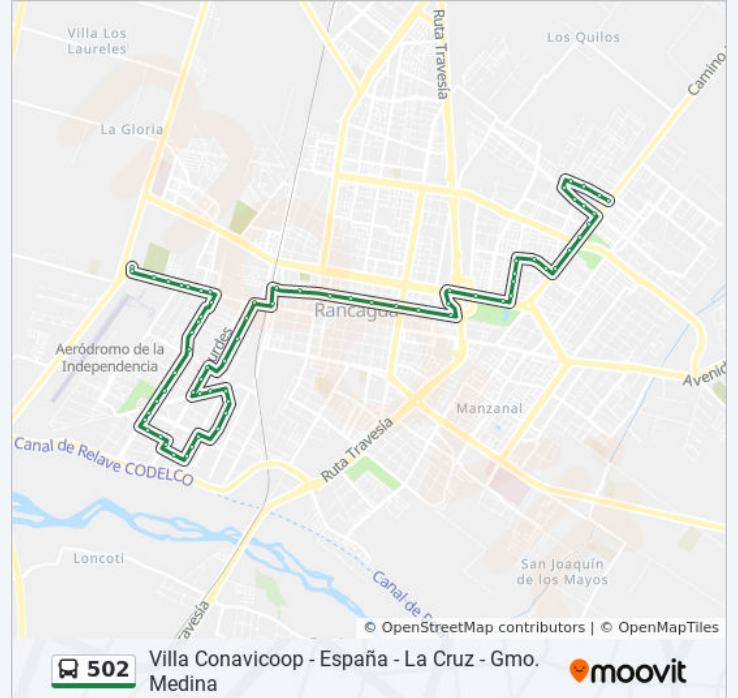 Villa Los
Laureles
Ruta Travesía
Los Quilos
Camino
La Gloria
Rancagua
urdes
Aeródromo de la
Independencia
Avenid
Manzanal
Canal de Relave CODELCO
Ruta Travesía
Loncoti
San Joaquín
de los Mayos
Canal de
avesía
© OpenStreetMap contributors | © OpenMapTiles
502
Villa Conavicoop - España - La Cruz - Gmo.
Medina
moovit